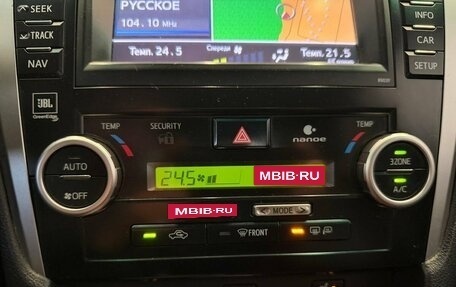 SEEK
TRACK
NAV
РУССКОЕ
104.10 MHz
Темп. 24.5
Спереди
Темп. 21.5
INFO
CAR
SETUP
JBL
GreenEdge
TEMP
SECURITY
nanoe
TEMP
AUTO
OFF
24.5
MBIB.RU
3ZONE
A/C
MBIB.RU
MODE
FRONT